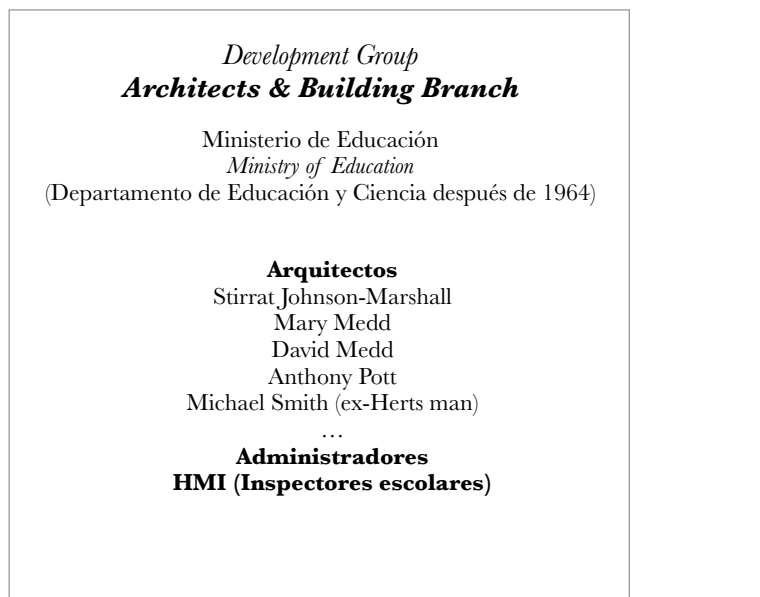 Development Group
Architects & Building Branch
Ministerio de Educación
Ministry of Education
(Departamento de Educación y Ciencia después de 1964)
Arquitectos
Stirrat Johnson-Marshall
Mary Medd
David Medd
Anthony Pott
Michael Smith (ex-Herts man)
…
Administradores
HMI (Inspectores escolares)